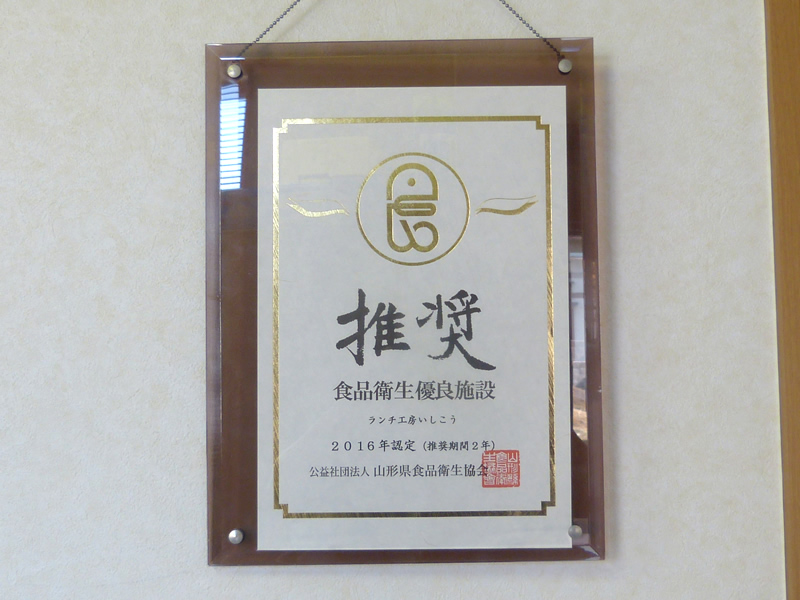 推奨
食品衛生優良施設
ランチ工房いしこう
2016年認定（推奨期間2年）
公益社団法人 山形県食品衛生協会